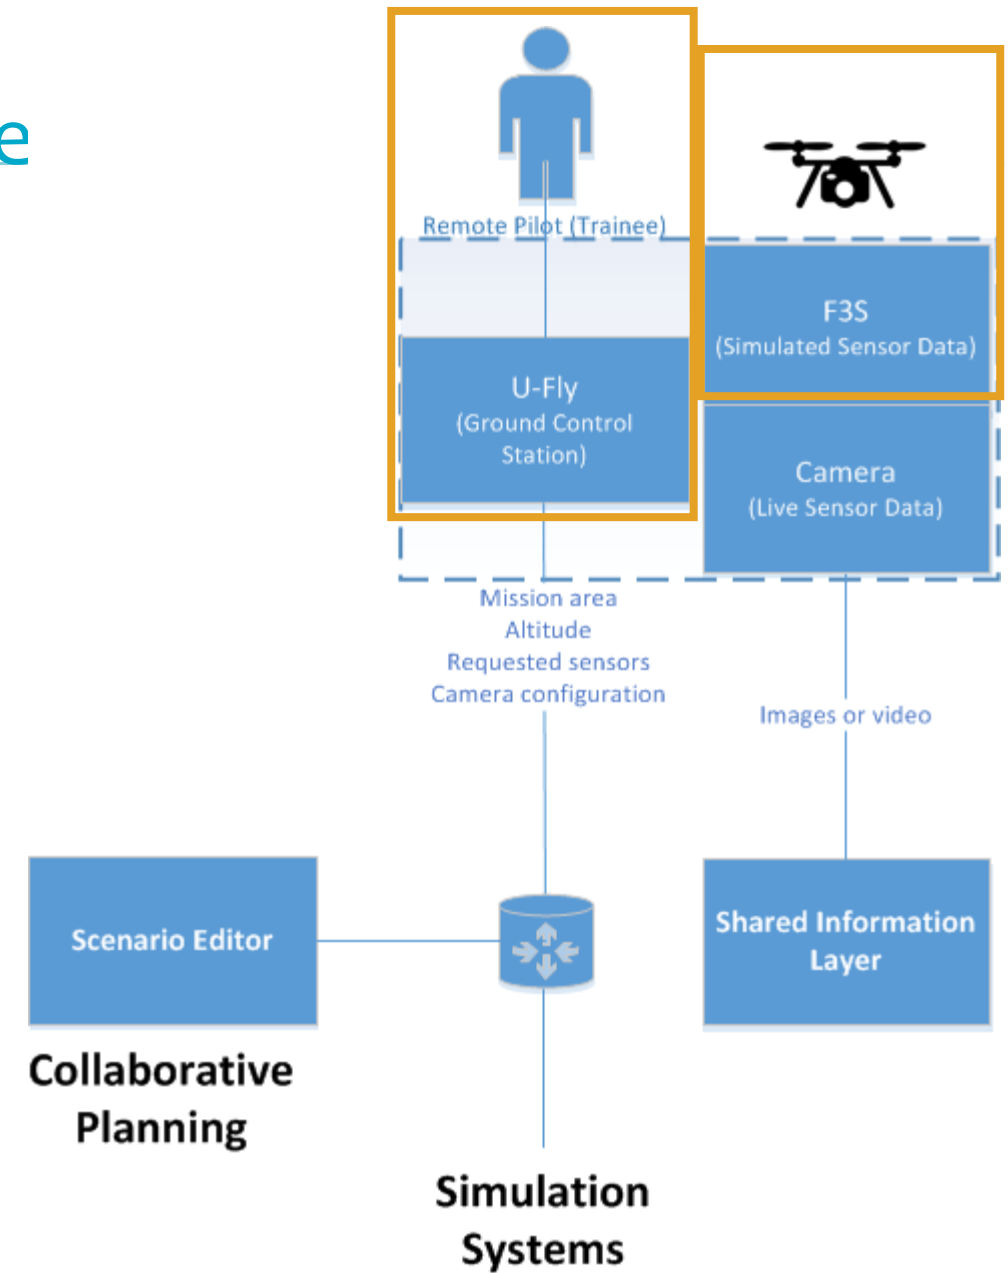 e
Remote Pilot (Trainee)
F3S
(Simulated Sensor Data)
U-Fly
(Ground Control
Station)
Camera
(Live Sensor Data)
Mission area
Altitude
Requested sensors
Camera configuration
Images or video
Scenario Editor
Shared Information
Layer
Collaborative
Planning
Simulation
Systems